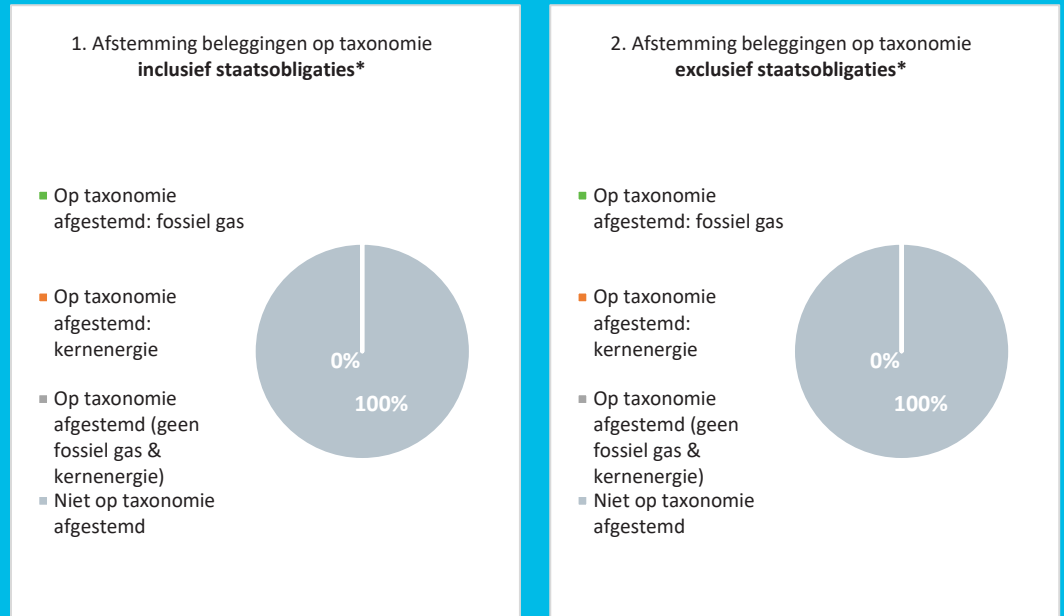 1. Afstemming beleggingen op taxonomie
inclusief staatsobligaties*
Op taxonomie
afgestemd: fossiel gas
Op taxonomie
afgestemd:
kernenergie
Op taxonomie
afgestemd (geen
fossiel gas &
kernenergie)
Niet op taxonomie
afgestemd
0%
100%
2. Afstemming beleggingen op taxonomie
exclusief staatsobligaties*
Op taxonomie
afgestemd: fossiel gas
Op taxonomie
afgestemd:
kernenergie
Op taxonomie
afgestemd (geen
fossiel gas &
kernenergie)
Niet op taxonomie
afgestemd
0%
100%